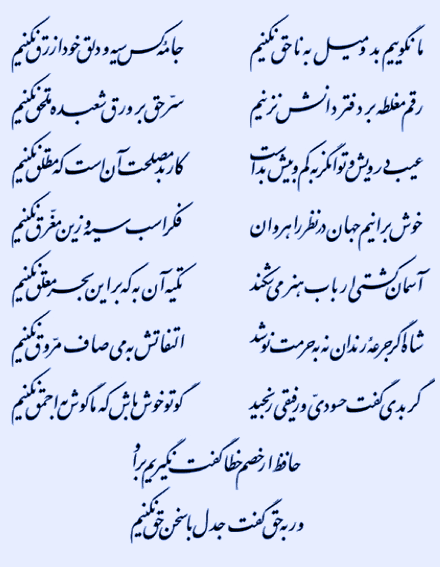 ما نگوییم بد و میل به ناحق نکنیم جامهٔ کس سیه و دلق خود ازرق نکنیم
رقم مغلطه بر دفتر دانش نزنیم سرّ حق بر ورق شعبده ملحق نکنیم
عیب درویش و توانگر به کم و بیش بد است کار بد مصلحت آن است که مطلق نکنیم
خوش برانیم جهان در نظر راهروان فکر اسب سیه و زین مغرّق نکنیم
آسمان کشتی ارباب هنر می‌شکند تکیه آن به که بر این بحر معلق نکنیم
شاه اگر جرعهٔ رندان نه به حرمت نوشد التفاتش به می صاف مروّق نکنیم
گر بدی گفت حسودیّ و رفیقی رنجید گو تو خوش باش که ما گوش به احمق نکنیم
حافظ ار خصم خطا گفت نگیریم بر او
ور به حق گفت جدل با سخن حق نکنیم